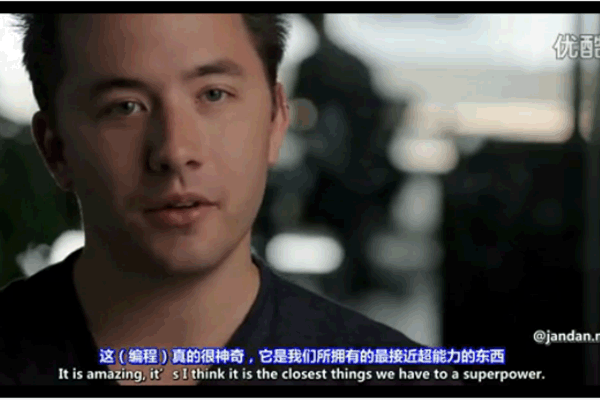 优酷
@jandan.n
这（编程）真的很神奇，它是我们所拥有的最接近超能力的东西
It is amazing, it's I think it is the closest things we have to a superpower.